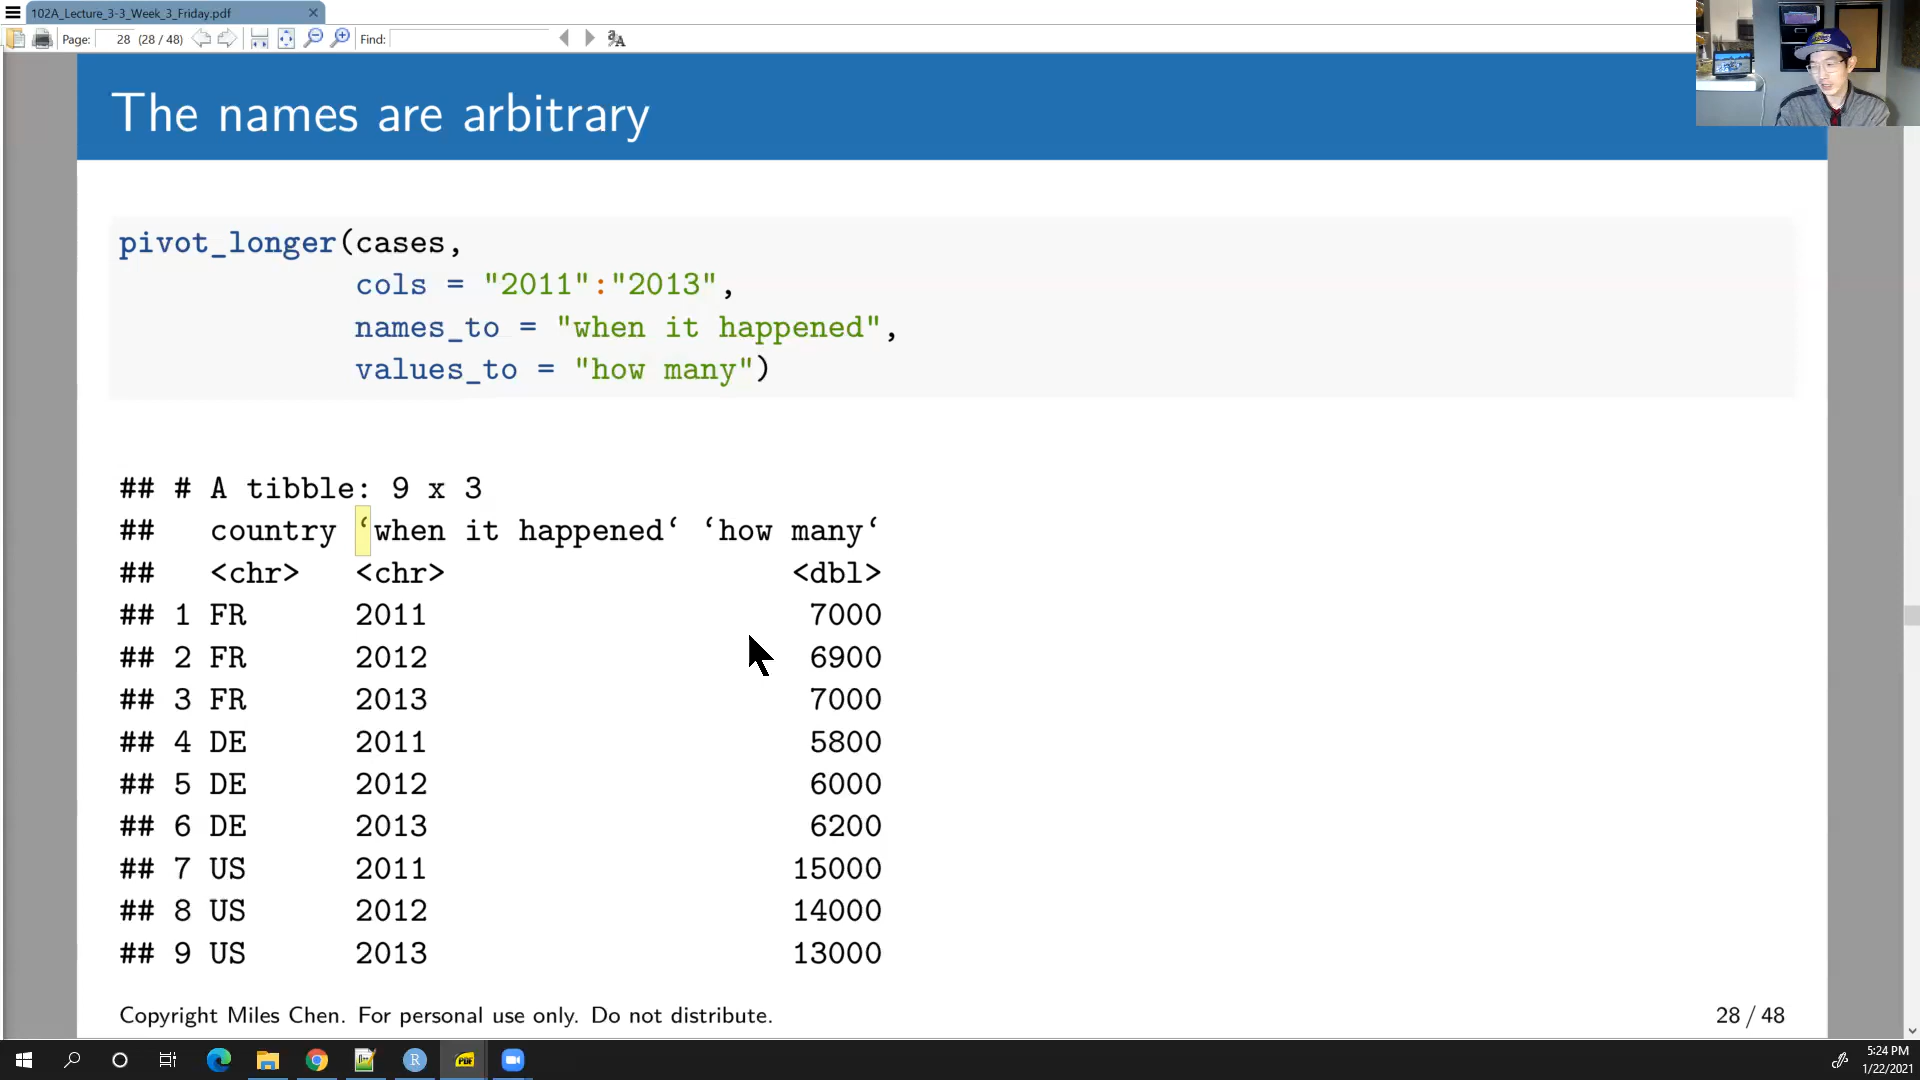 102A_Lecture_3-3_Week_3_Friday.pdf
Page: 28 (28 / 48) Find:
The names are arbitrary
pivot_longer(cases,
cols = "2011":"2013",
names_to = "when it happened",
values_to = "how many")
## # A tibble: 9 x 3
##   country ‘when it happened‘ ‘how many‘
##   <chr>   <chr>                   <dbl>
## 1 FR      2011                     7000
## 2 FR      2012                     6900
## 3 FR      2013                     7000
## 4 DE      2011                     5800
## 5 DE      2012                     6000
## 6 DE      2013                     6200
## 7 US      2011                    15000
## 8 US      2012                    14000
## 9 US      2013                    13000
Copyright Miles Chen. For personal use only. Do not distribute. 28 / 48
5:24 PM
1/22/2021